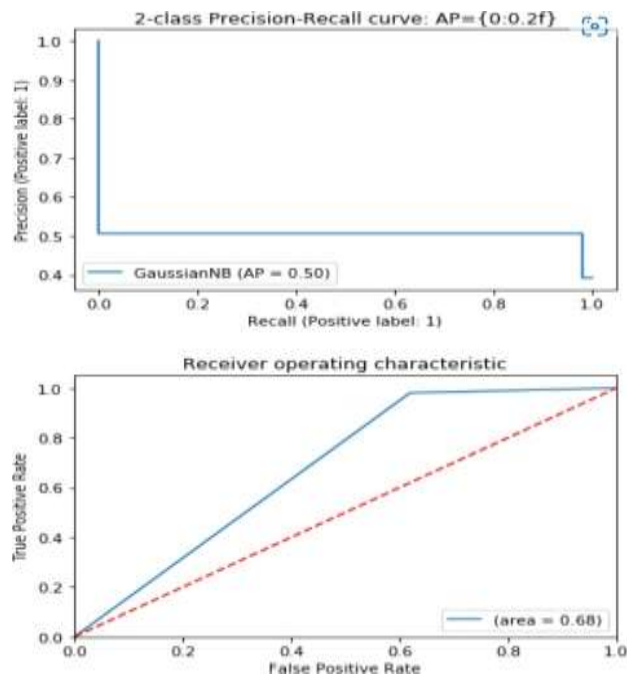 2-class Precision-Recall curve: AP={0:0.2f}
1.0
0.9
0.8
0.7
0.6
0.5
0.4
Precision (Positive label: 1)
GaussianNB (AP = 0.50)
0.0 0.2 0.4 0.6 0.8 1.0
Recall (Positive label: 1)
Receiver operating characteristic
1.0
0.8
0.6
0.4
0.2
0.0
True Positive Rate
(area = 0.68)
0.0 0.2 0.4 0.6 0.8 1.0
False Positive Rate